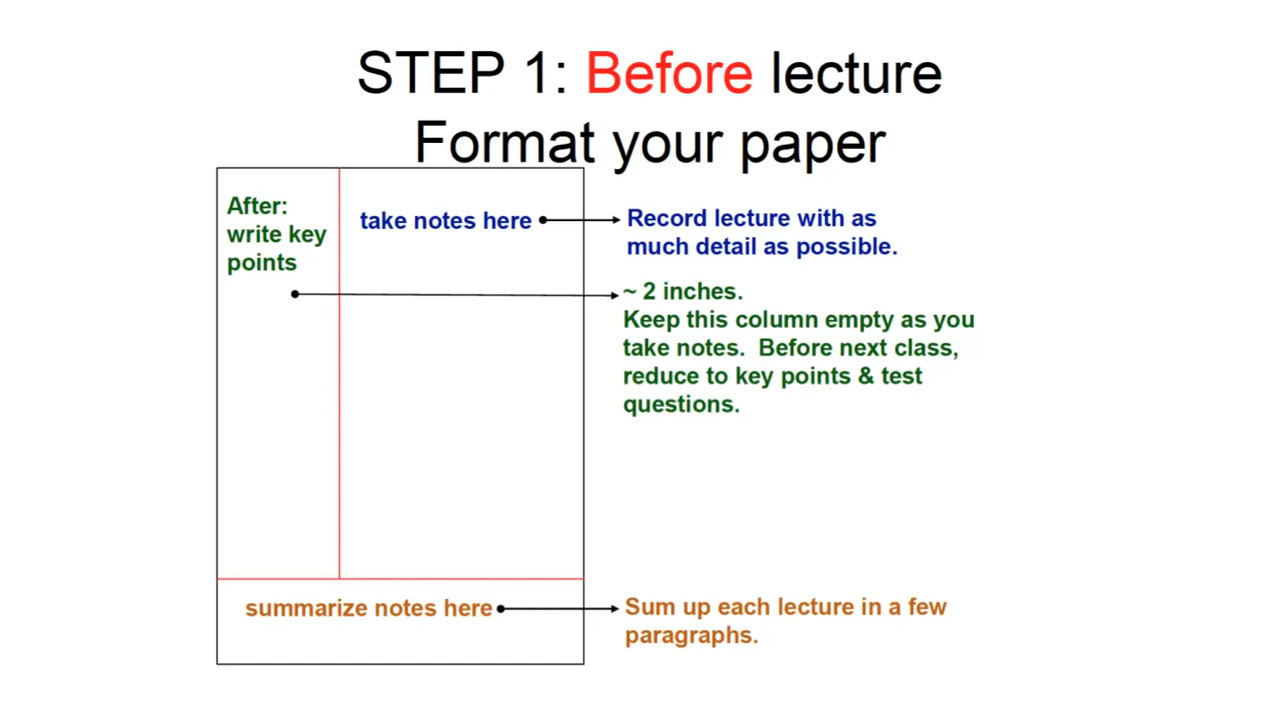 STEP 1: Before lecture
Format your paper
After:
write key
points
take notes here
Record lecture with as
much detail as possible.
~ 2 inches.
Keep this column empty as you
take notes.  Before next class,
reduce to key points & test
questions.
summarize notes here
Sum up each lecture in a few
paragraphs.